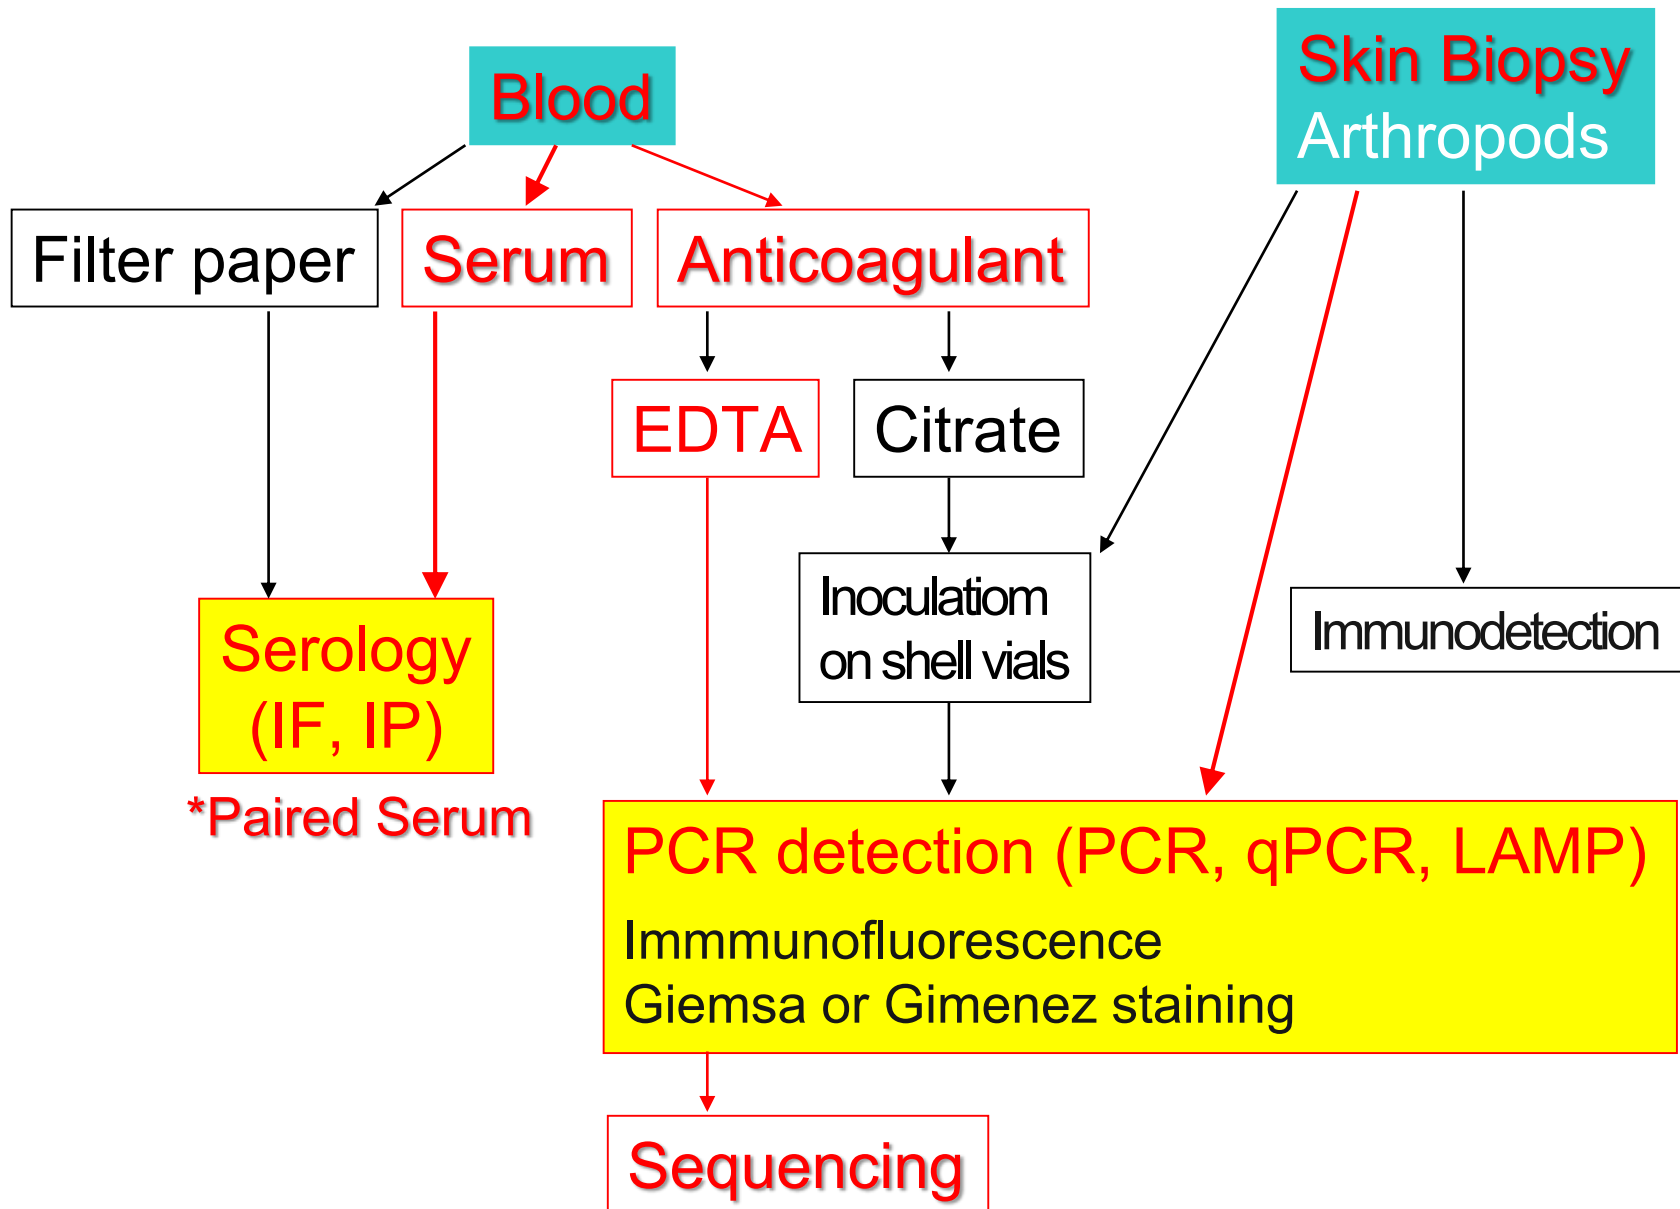 Blood
Skin Biopsy
Arthropods
Filter paper
Serum
Anticoagulant
EDTA
Citrate
Inoculatiom
on shell vials
Immunodetection
Serology
(IF, IP)
*Paired Serum
PCR detection (PCR, qPCR, LAMP)
Immmunofluorescence
Giemsa or Gimenez staining
Sequencing